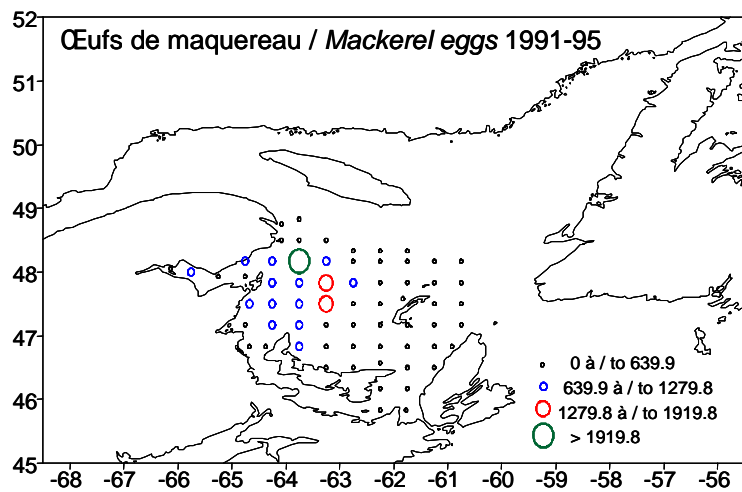 Œufs de maquereau / Mackerel eggs 1991-95
52
51
50
49
48
47
46
45
0 à / to 639.9
639.9 à / to 1279.8
1279.8 à / to 1919.8
> 1919.8
-68 -67 -66 -65 -64 -63 -62 -61 -60 -59 -58 -57 -56